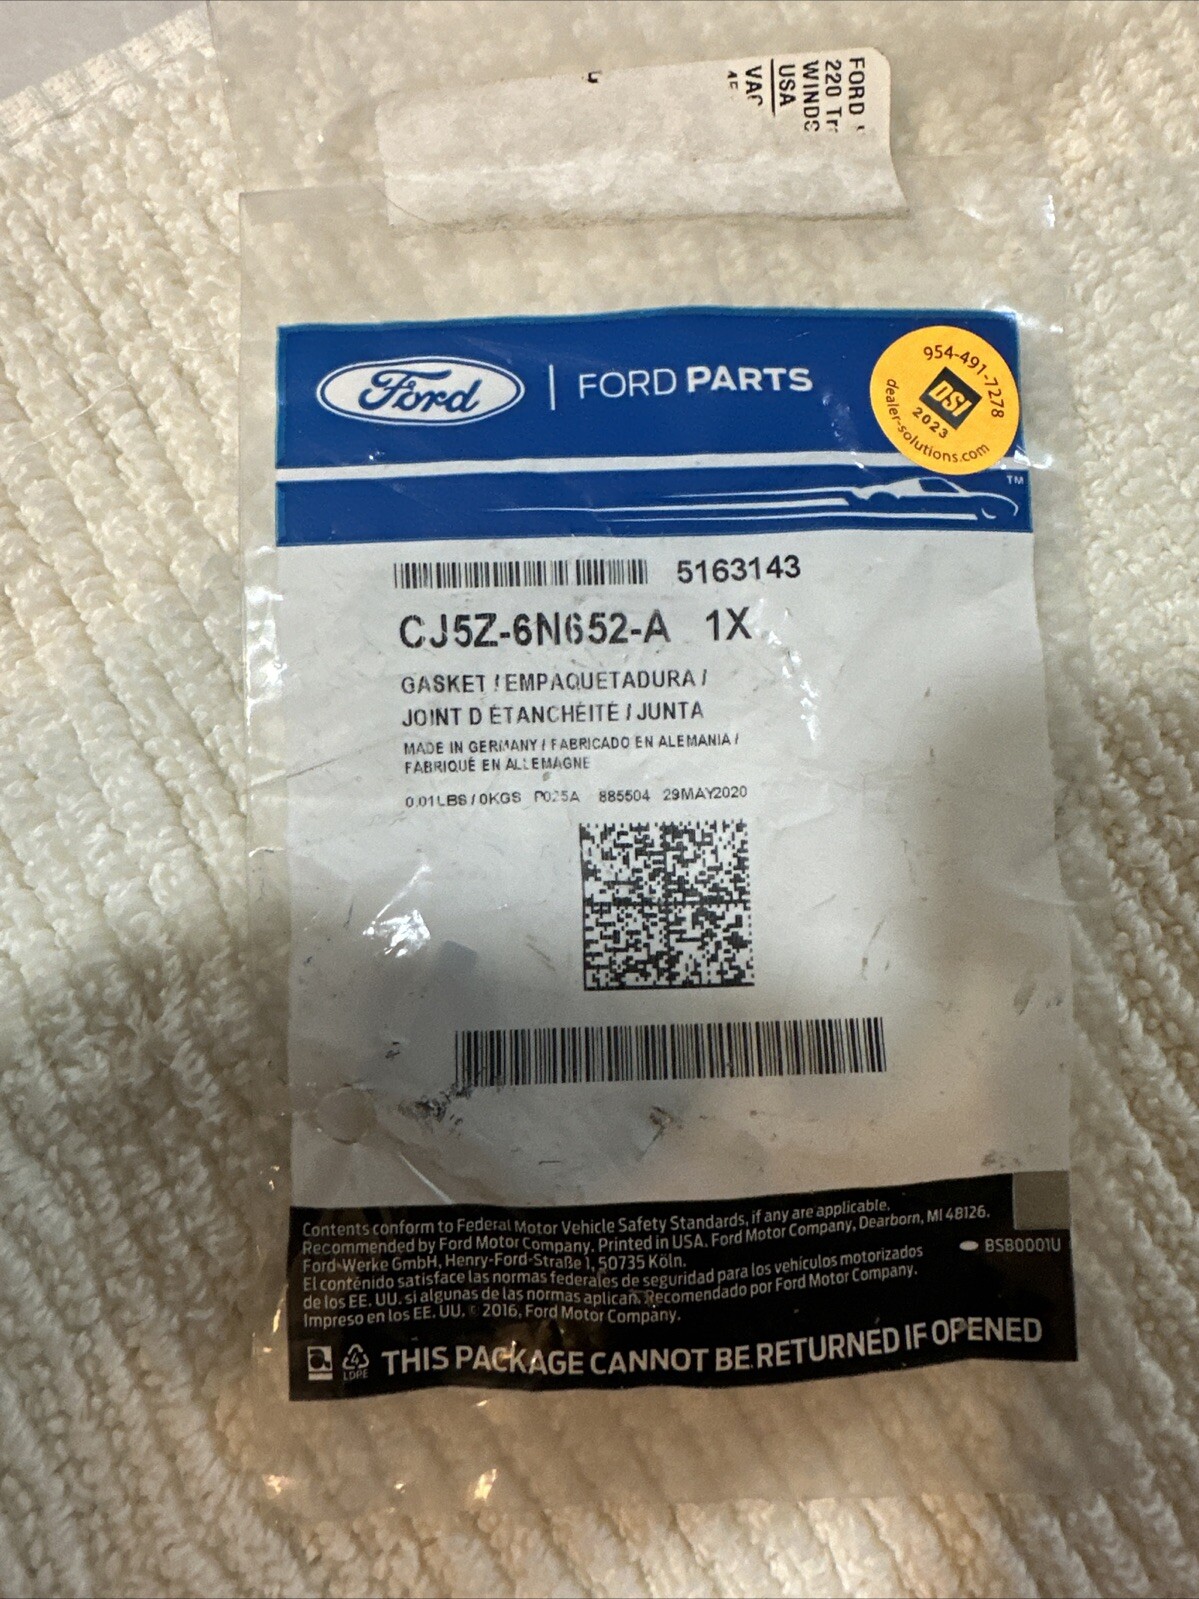 FORD
220
WINDS
USA
Ford
FORD PARTS
954-491-7278
DSI
2023
dealer-solutions.com
TM
5163143
CJ5Z-6N652-A 1X
GASKET / EMPAQUETADURA /
JOINT D ÉTANCHÉITÉ / JUNTA
MADE IN GERMANY / FABRICADO EN ALEMANIA /
FABRIQUÉ EN ALLEMAGNE
0.01LBS / 0KGS P025A 885504 29MAY2020
Contents conform to Federal Motor Vehicle Safety Standards, if any are applicable.
Recommended by Ford Motor Company. Printed in USA. Ford Motor Company, Dearborn, MI 48126.
Ford-Werke GmbH, Henry-Ford-Straße 1, 50735 Köln.
El contenido satisface las normas federales de seguridad para los vehículos motorizados
de los EE. UU. si algunas de las normas aplican. Recomendado por Ford Motor Company.
Impreso en los EE. UU. © 2016, Ford Motor Company.
BSB0001U
4
LDPE
THIS PACKAGE CANNOT BE RETURNED IF OPENED